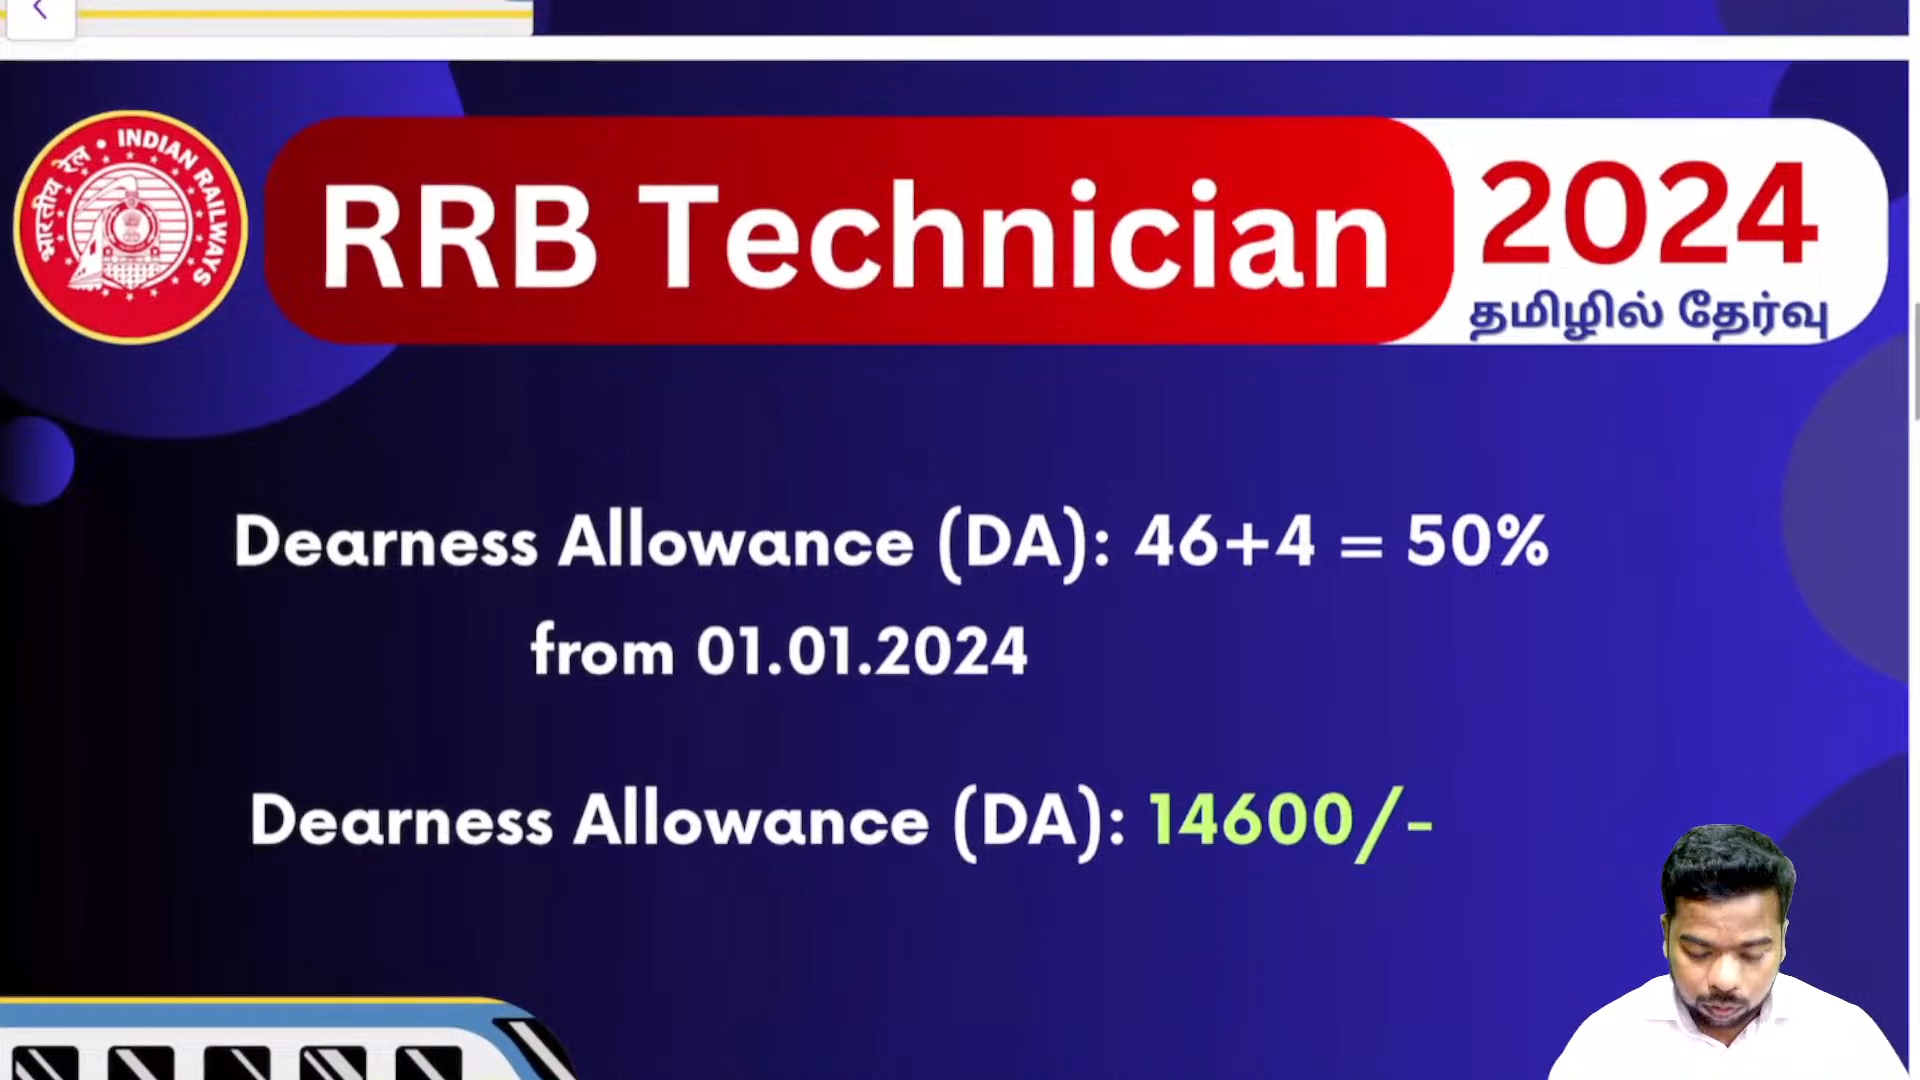 भारतीय रेल • INDIAN RAILWAYS
RRB Technician
2024
தமிழில் தேர்வு
Dearness Allowance (DA): 46+4 = 50%
from 01.01.2024
Dearness Allowance (DA): 14600/-